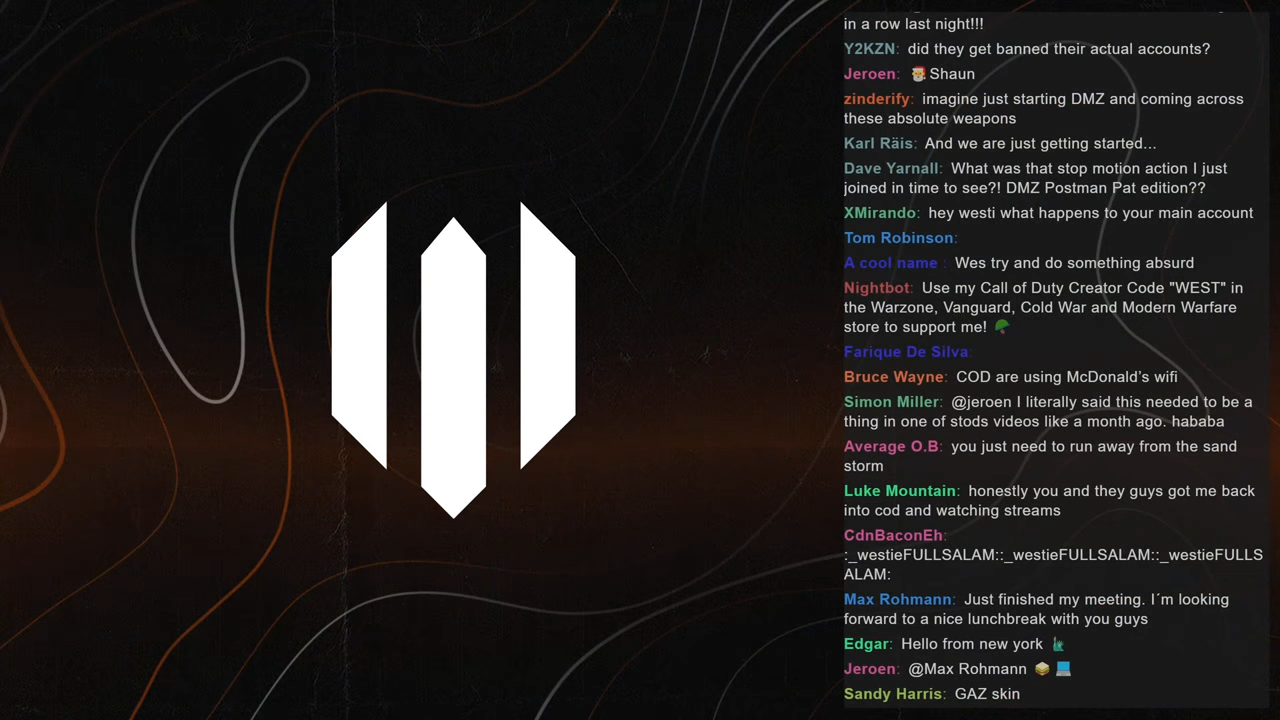 in a row last night!!!
Y2KZN: did they get banned their actual accounts?
Jeroen: 🎅Shaun
zinderify: imagine just starting DMZ and coming across
these absolute weapons
Karl Räis: And we are just getting started...
Dave Yarnall: What was that stop motion action I just
joined in time to see?! DMZ Postman Pat edition??
XMirando: hey westi what happens to your main account
Tom Robinson:
A cool name : Wes try and do something absurd
Nightbot: Use my Call of Duty Creator Code "WEST" in
the Warzone, Vanguard, Cold War and Modern Warfare
store to support me! 🪂
Farique De Silva:
Bruce Wayne: COD are using McDonald's wifi
Simon Miller: @jeroen I literally said this needed to be a
thing in one of stods videos like a month ago. hababa
Average O.B: you just need to run away from the sand
storm
Luke Mountain: honestly you and they guys got me back
into cod and watching streams
CdnBaconEh:
:_westieFULLSALAM::_westieFULLSALAM::_westieFULLS
ALAM:
Max Rohmann: Just finished my meeting. I´m looking
forward to a nice lunchbreak with you guys
Edgar: Hello from new york 🗽
Jeroen: @Max Rohmann 🥪 💻
Sandy Harris: GAZ skin